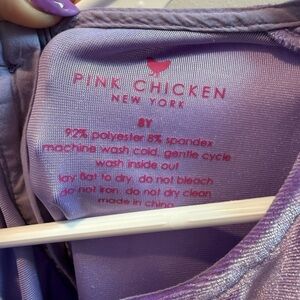 PINK CHICKEN
NEW YORK
8Y
92% polyester 8% spandex
machine wash cold, gentle cycle
wash inside out
lay flat to dry, do not bleach
do not iron, do not dry clean
made in china